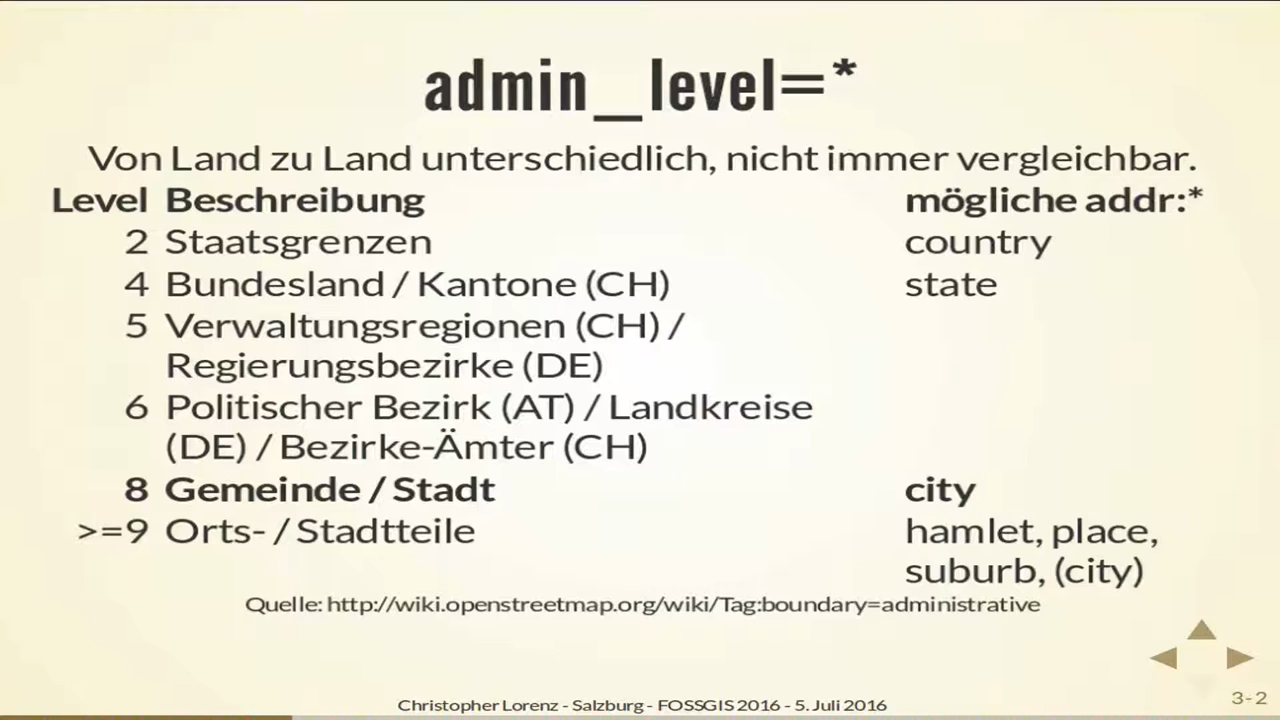 admin_level=*
Von Land zu Land unterschiedlich, nicht immer vergleichbar.
Level Beschreibung mögliche addr:*
2 Staatsgrenzen country
4 Bundesland / Kantone (CH) state
5 Verwaltungsregionen (CH) /
Regierungsbezirke (DE)
6 Politischer Bezirk (AT) / Landkreise
(DE) / Bezirke-Ämter (CH)
8 Gemeinde / Stadt city
>=9 Orts- / Stadtteile hamlet, place,
suburb, (city)
Quelle: http://wiki.openstreetmap.org/wiki/Tag:boundary=administrative
Christopher Lorenz - Salzburg - FOSSGIS 2016 - 5. Juli 2016
3-2